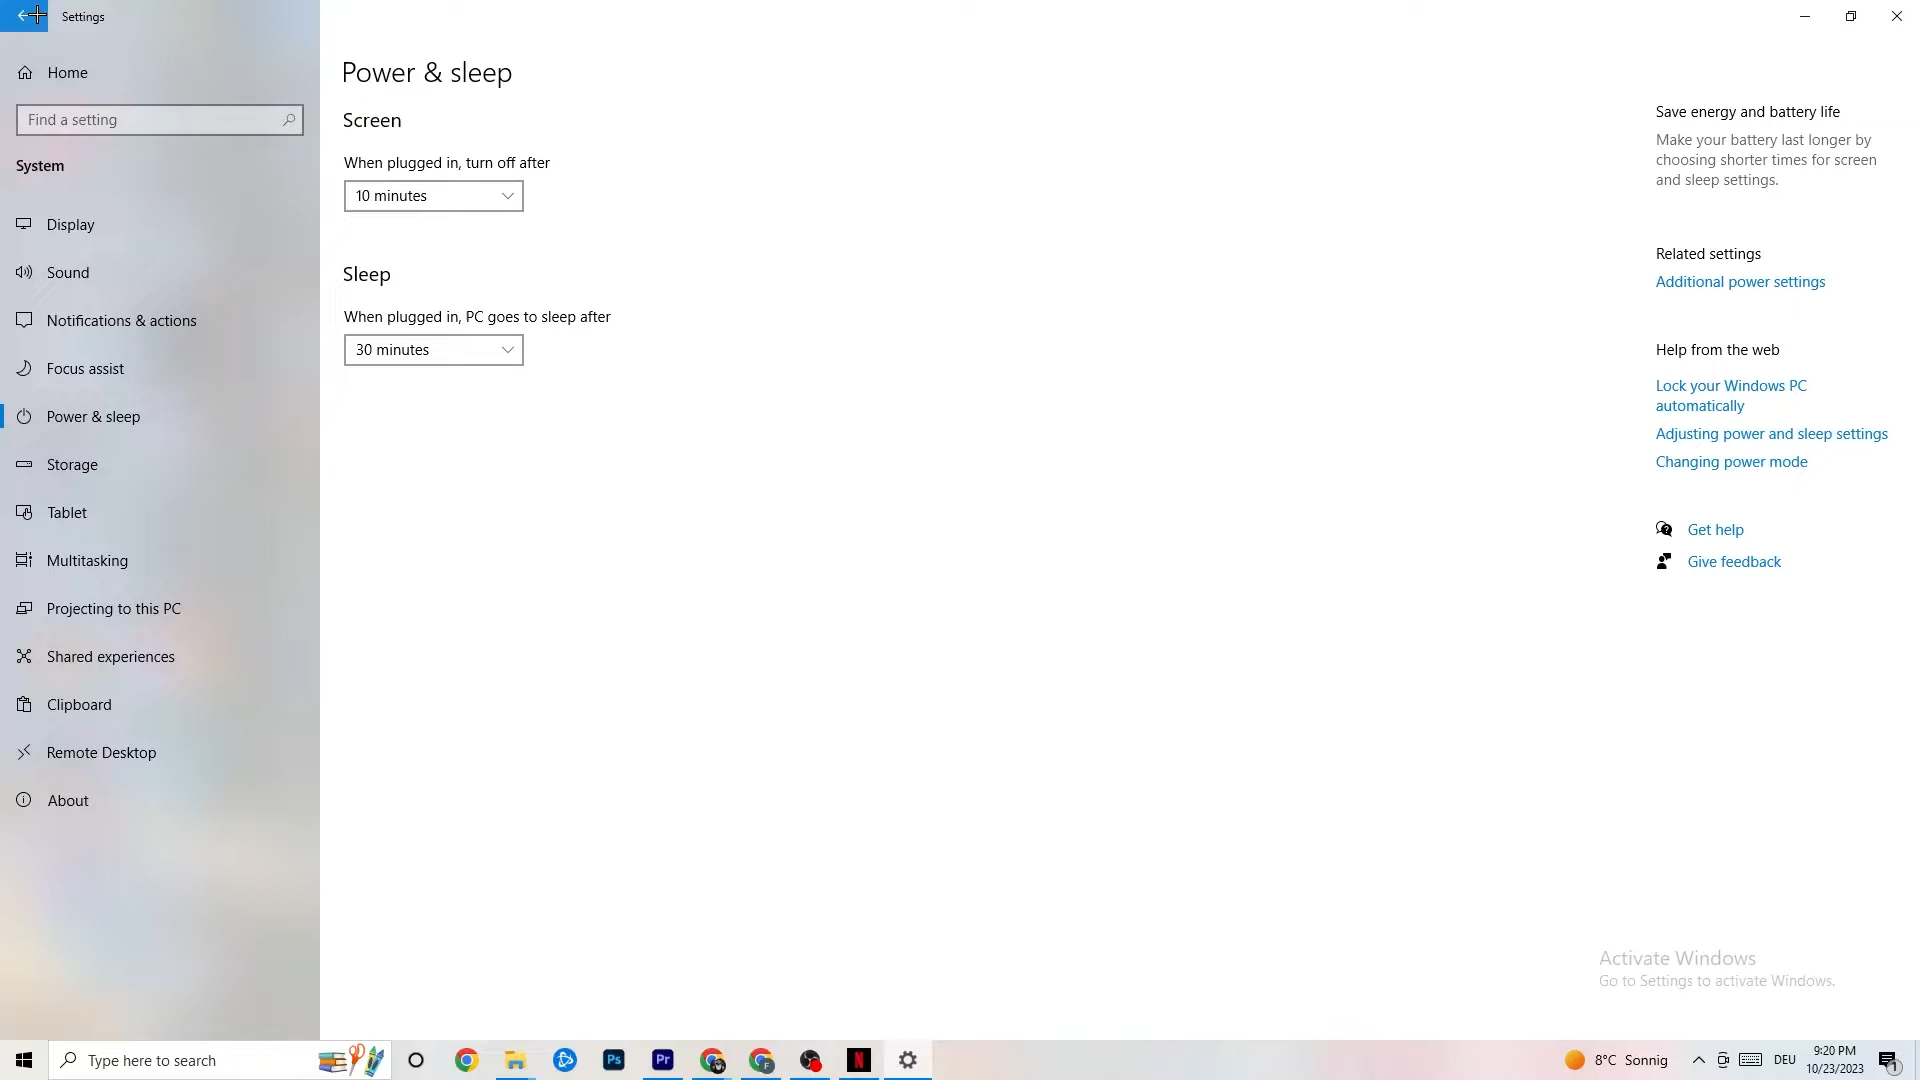 Settings
Home
Find a setting
System
Display
Sound
Notifications & actions
Focus assist
Power & sleep
Storage
Tablet
Multitasking
Projecting to this PC
Shared experiences
Clipboard
Remote Desktop
About
Power & sleep
Screen
When plugged in, turn off after
10 minutes
Sleep
When plugged in, PC goes to sleep after
30 minutes
Save energy and battery life
Make your battery last longer by
choosing shorter times for screen
and sleep settings.
Related settings
Additional power settings
Help from the web
Lock your Windows PC
automatically
Adjusting power and sleep settings
Changing power mode
Get help
Give feedback
Activate Windows
Go to Settings to activate Windows.
Type here to search
Ps
Pr
F
N
8°C Sonnig
DEU
9:20 PM
10/23/2023
1